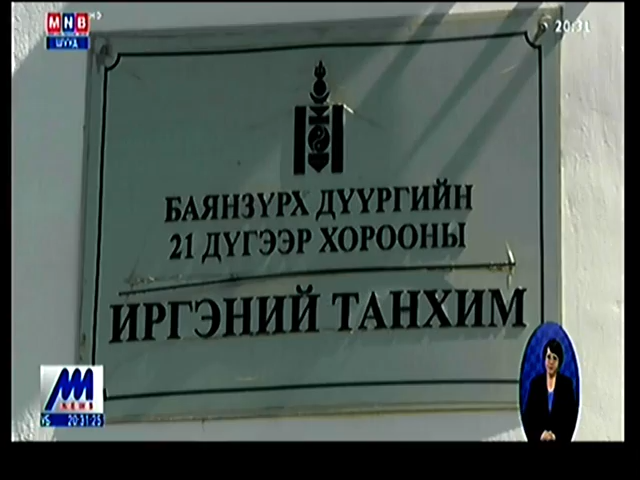 MNB
ШУУД
20:31
БАЯНЗҮРХ ДҮҮРГИЙН
21 ДҮГЭЭР ХОРООНЫ
ИРГЭНИЙ ТАНХИМ
NEWS
20:31:25